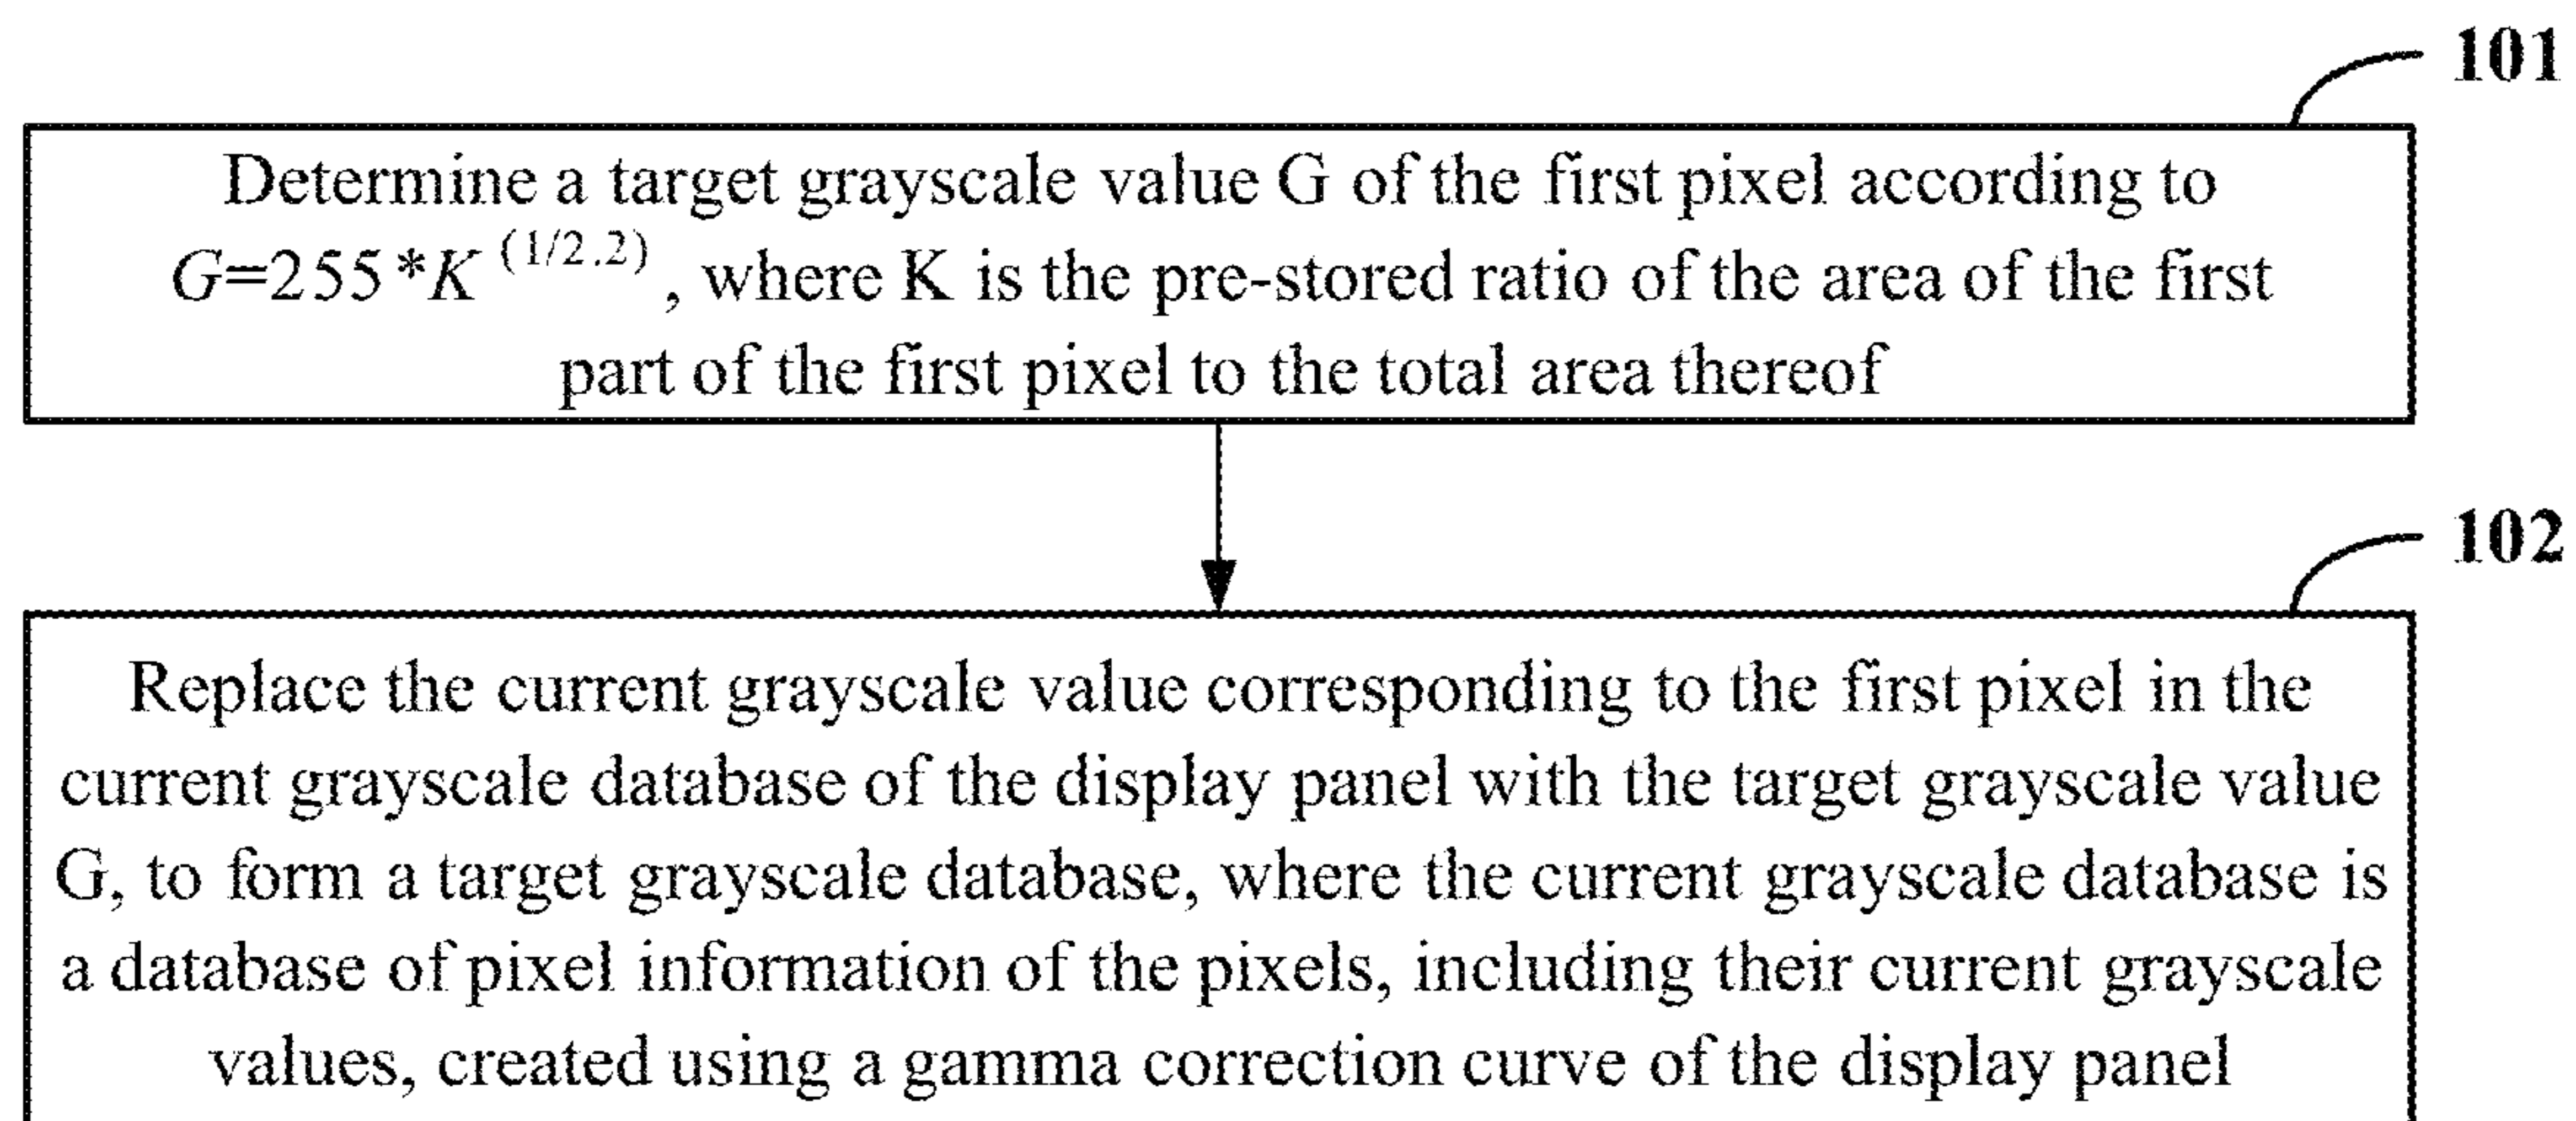 101
Determine a target grayscale value G of the first pixel according to
G=255*K^(1/2.2), where K is the pre-stored ratio of the area of the first
part of the first pixel to the total area thereof
102
Replace the current grayscale value corresponding to the first pixel in the
current grayscale database of the display panel with the target grayscale value
G, to form a target grayscale database, where the current grayscale database is
a database of pixel information of the pixels, including their current grayscale
values, created using a gamma correction curve of the display panel